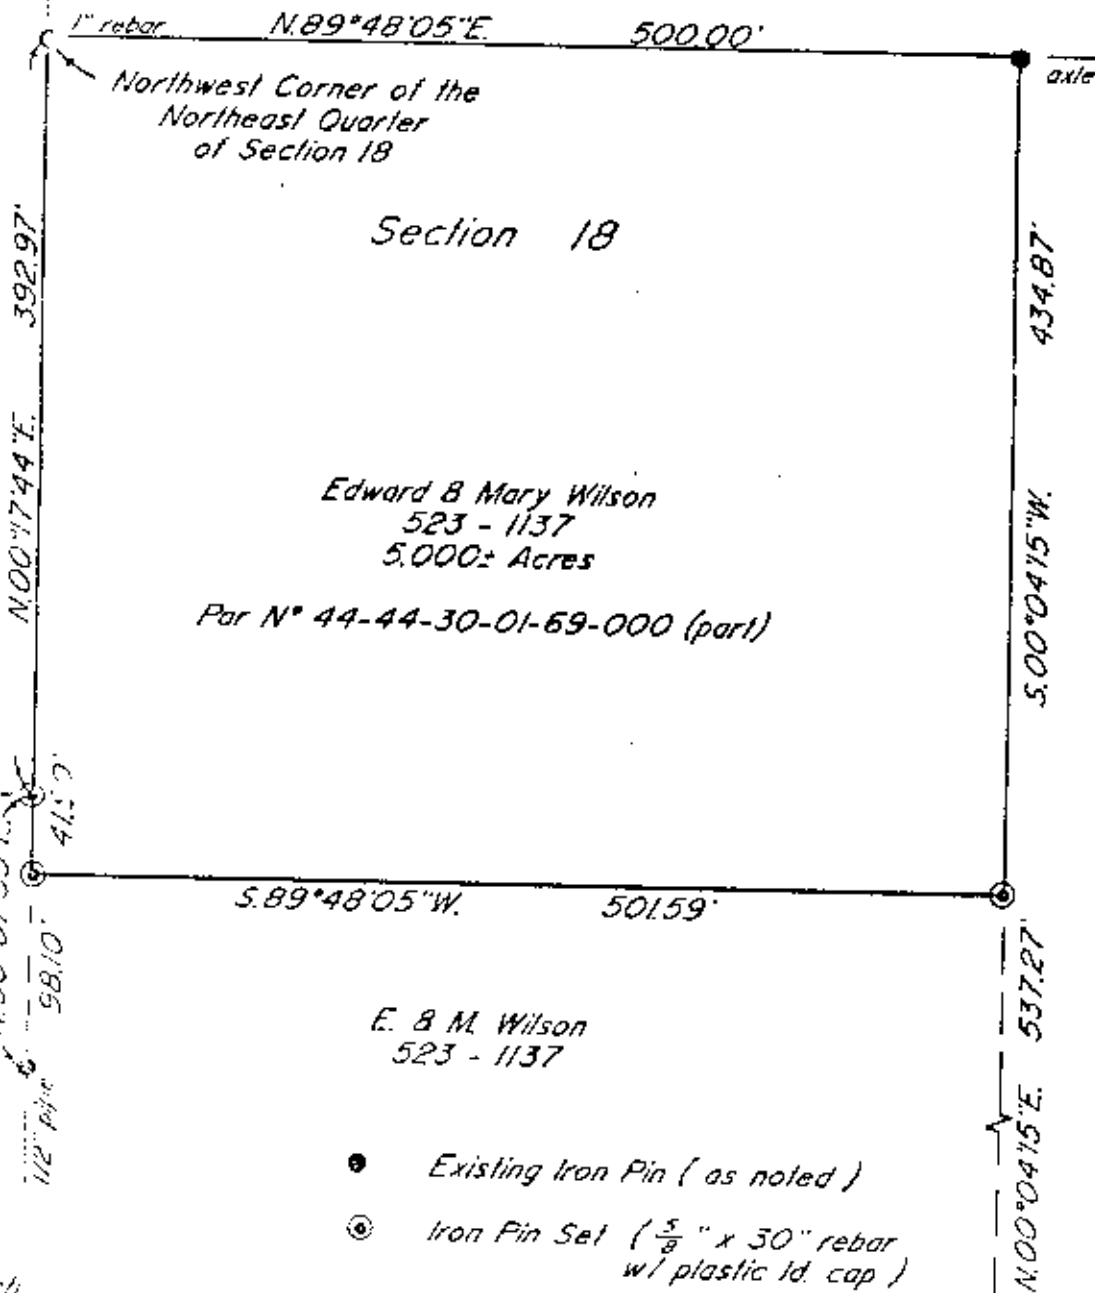 1" rebar N.89°48'05"E. 500.00'
axle
Northwest Corner of the
Northeast Quarter
of Section 18
Section 18
392.97'
N.00°17'44"E.
434.87'
S.00°04'15"W.
Edward & Mary Wilson
523 - 1137
5.000± Acres
Par Nº 44-44-30-01-69-000 (part)
S.89°48'05"W. 501.59'
98.10'
E. & M. Wilson
523 - 1137
537.27'
N.00°04'15"E.
Existing Iron Pin ( as noted )
Iron Pin Set ( 5/8 " x 30" rebar
w/ plastic Id. cap )